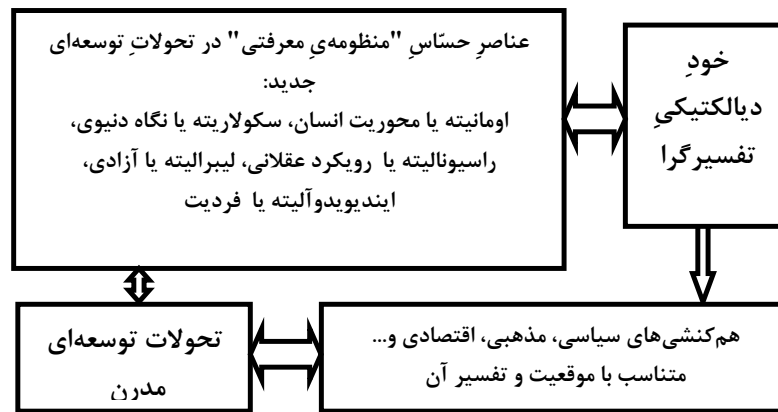 عناصرِ حسّاسِ "منظومه‌یِ معرفتی" در تحولاتِ توسعه‌ای
جدید:
اومانیته یا محوریت انسان، سکولاریته یا نگاه دنیوی،
راسیونالیته یا رویکرد عقلانی، لیبرالیته یا آزادی،
ایندیویدوآلیته یا فردیت
خودِ
دیالکتیکیِ
تفسیرگرا
تحولات توسعه‌ای
مدرن
هم‌کنشی‌های سیاسی، مذهبی، اقتصادی و...
متناسب با موقعیت و تفسیر آن